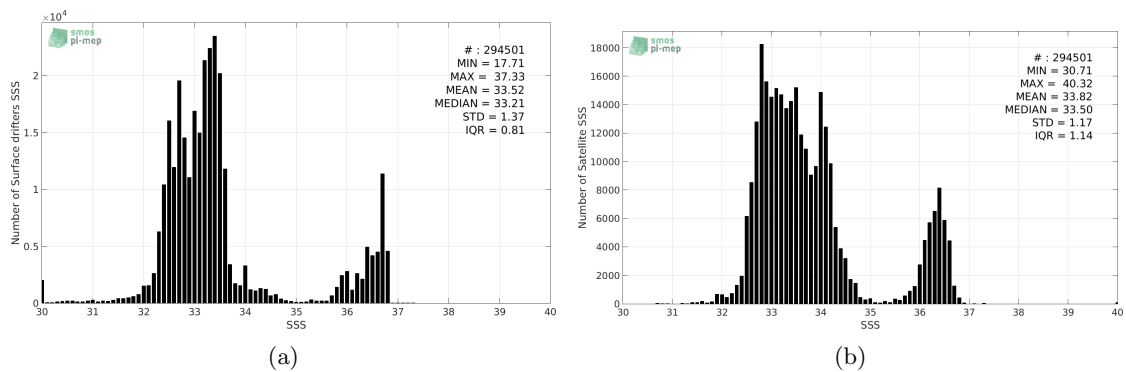 ×10⁴
smos
pi-mep
# : 294501
MIN = 17.71
MAX = 37.33
MEAN = 33.52
MEDIAN = 33.21
STD = 1.37
IQR = 0.81
Number of Surface drifters SSS
2
1.5
1
0.5
0
30 31 32 33 34 35 36 37 38 39 40
SSS
(a)
smos
pi-mep
# : 294501
MIN = 30.71
MAX = 40.32
MEAN = 33.82
MEDIAN = 33.50
STD = 1.17
IQR = 1.14
Number of Satellite SSS
18000
16000
14000
12000
10000
8000
6000
4000
2000
0
30 31 32 33 34 35 36 37 38 39 40
SSS
(b)